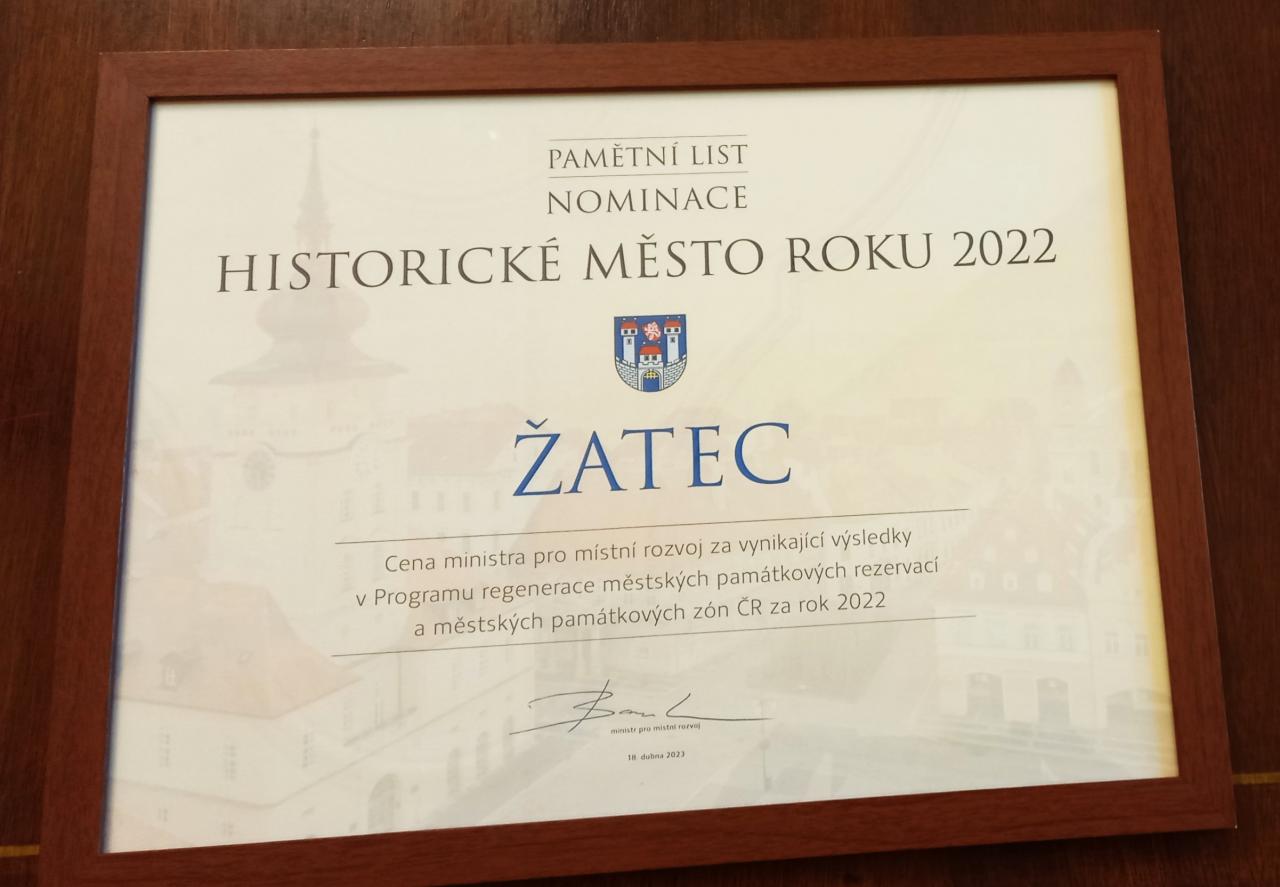 PAMĚTNÍ LIST
NOMINACE
HISTORICKÉ MĚSTO ROKU 2022
ŽATEC
Cena ministra pro místní rozvoj za vynikající výsledky
v Programu regenerace městských památkových rezervací
a městských památkových zón ČR za rok 2022
ministr pro místní rozvoj
18. dubna 2023